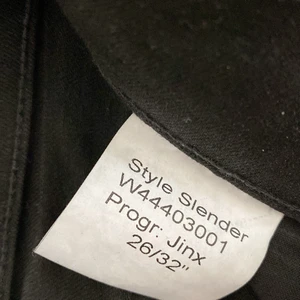 Style Slender
W44403001
Progr: Jinx
26/32"